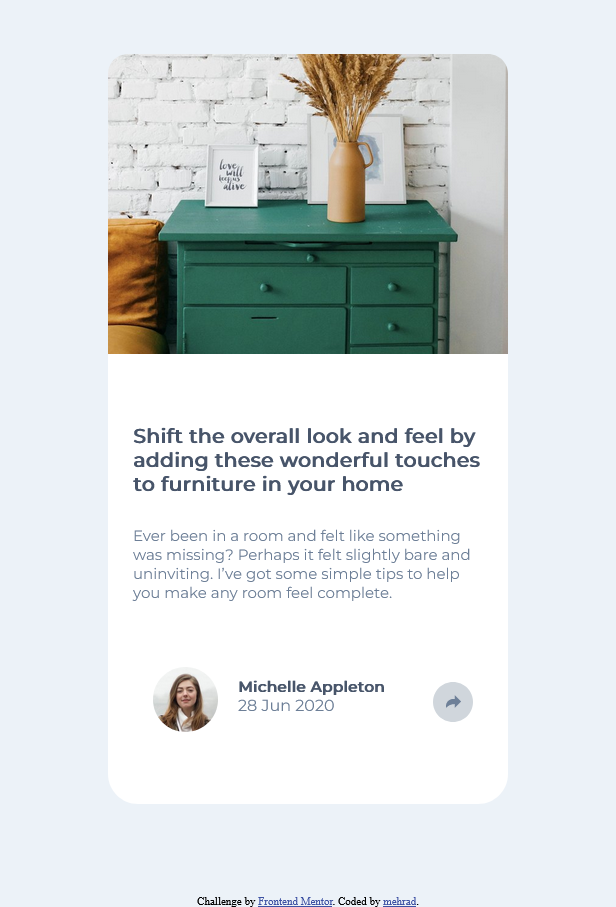 love
will
keep us
alive
Shift the overall look and feel by
adding these wonderful touches
to furniture in your home
Ever been in a room and felt like something
was missing? Perhaps it felt slightly bare and
uninviting. I’ve got some simple tips to help
you make any room feel complete.
Michelle Appleton
28 Jun 2020
Challenge by Frontend Mentor. Coded by mehrad.